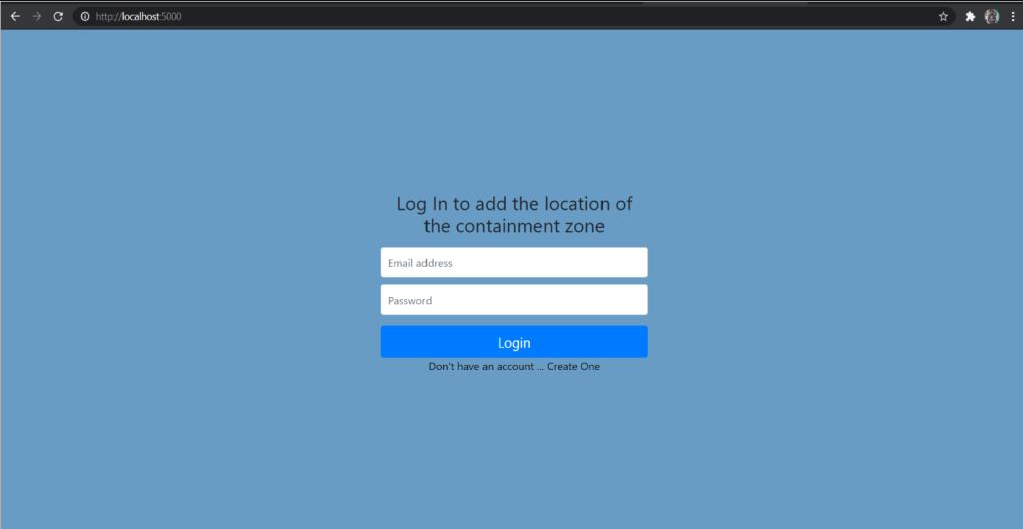 http://localhost:5000
Log In to add the location of
the containment zone
Email address
Password
Login
Don't have an account ... Create One